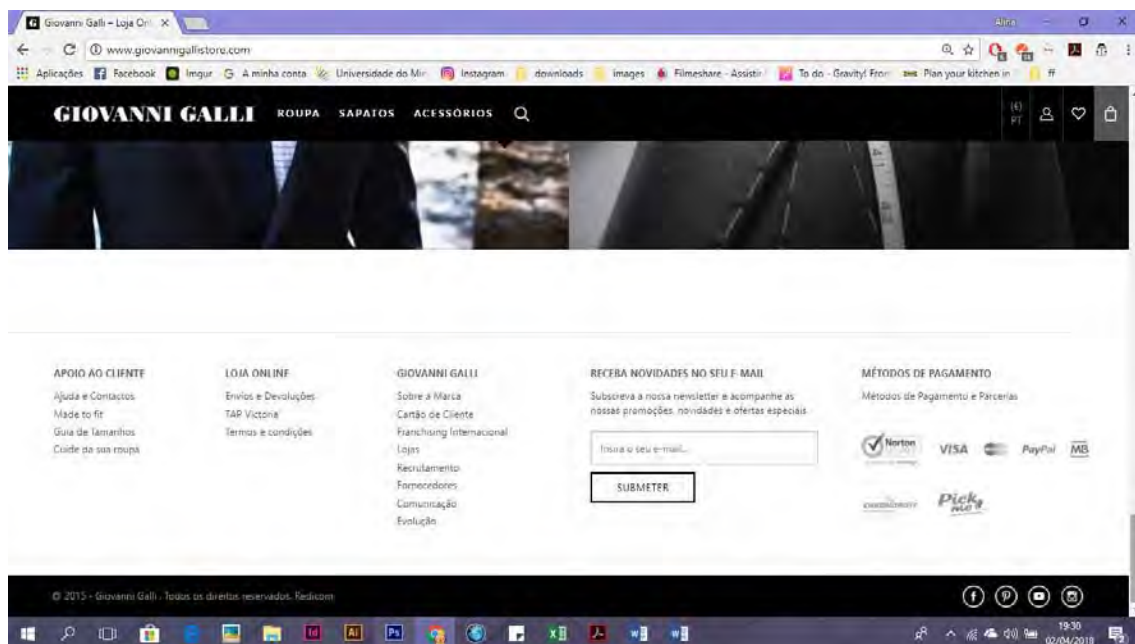 Giovanni Galli – Loja On
Alina
www.giovannigallistore.com
Aplicações Facebook Imgur A minha conta Universidade do Mi Instagram downloads images Filmeshare - Assistir To do - Gravity! Fron Plan your kitchen in ff
GIOVANNI GALLI ROUPA SAPATOS ACESSÓRIOS
(€)
PT
APOIO AO CLIENTE
Ajuda e Contactos
Made to fit
Guia de Tamanhos
Cuide da sua roupa
LOJA ONLINE
Envios e Devoluções
TAP Victoria
Termos e condições
GIOVANNI GALLI
Sobre a Marca
Cartão de Cliente
Franchising Internacional
Lojas
Recrutamento
Fornecedores
Comunicação
Evolução
RECEBA NOVIDADES NO SEU E-MAIL
Subscreva a nossa newsletter e acompanhe as
nossas promoções, novidades e ofertas especiais
Insira o seu e-mail...
SUBMETER
MÉTODOS DE PAGAMENTO
Métodos de Pagamento e Parcerias
Norton
VISA
PayPal
MB
Pick
me
© 2015 - Giovanni Galli . Todos os direitos reservados. Redicom
19:30
02/04/2018